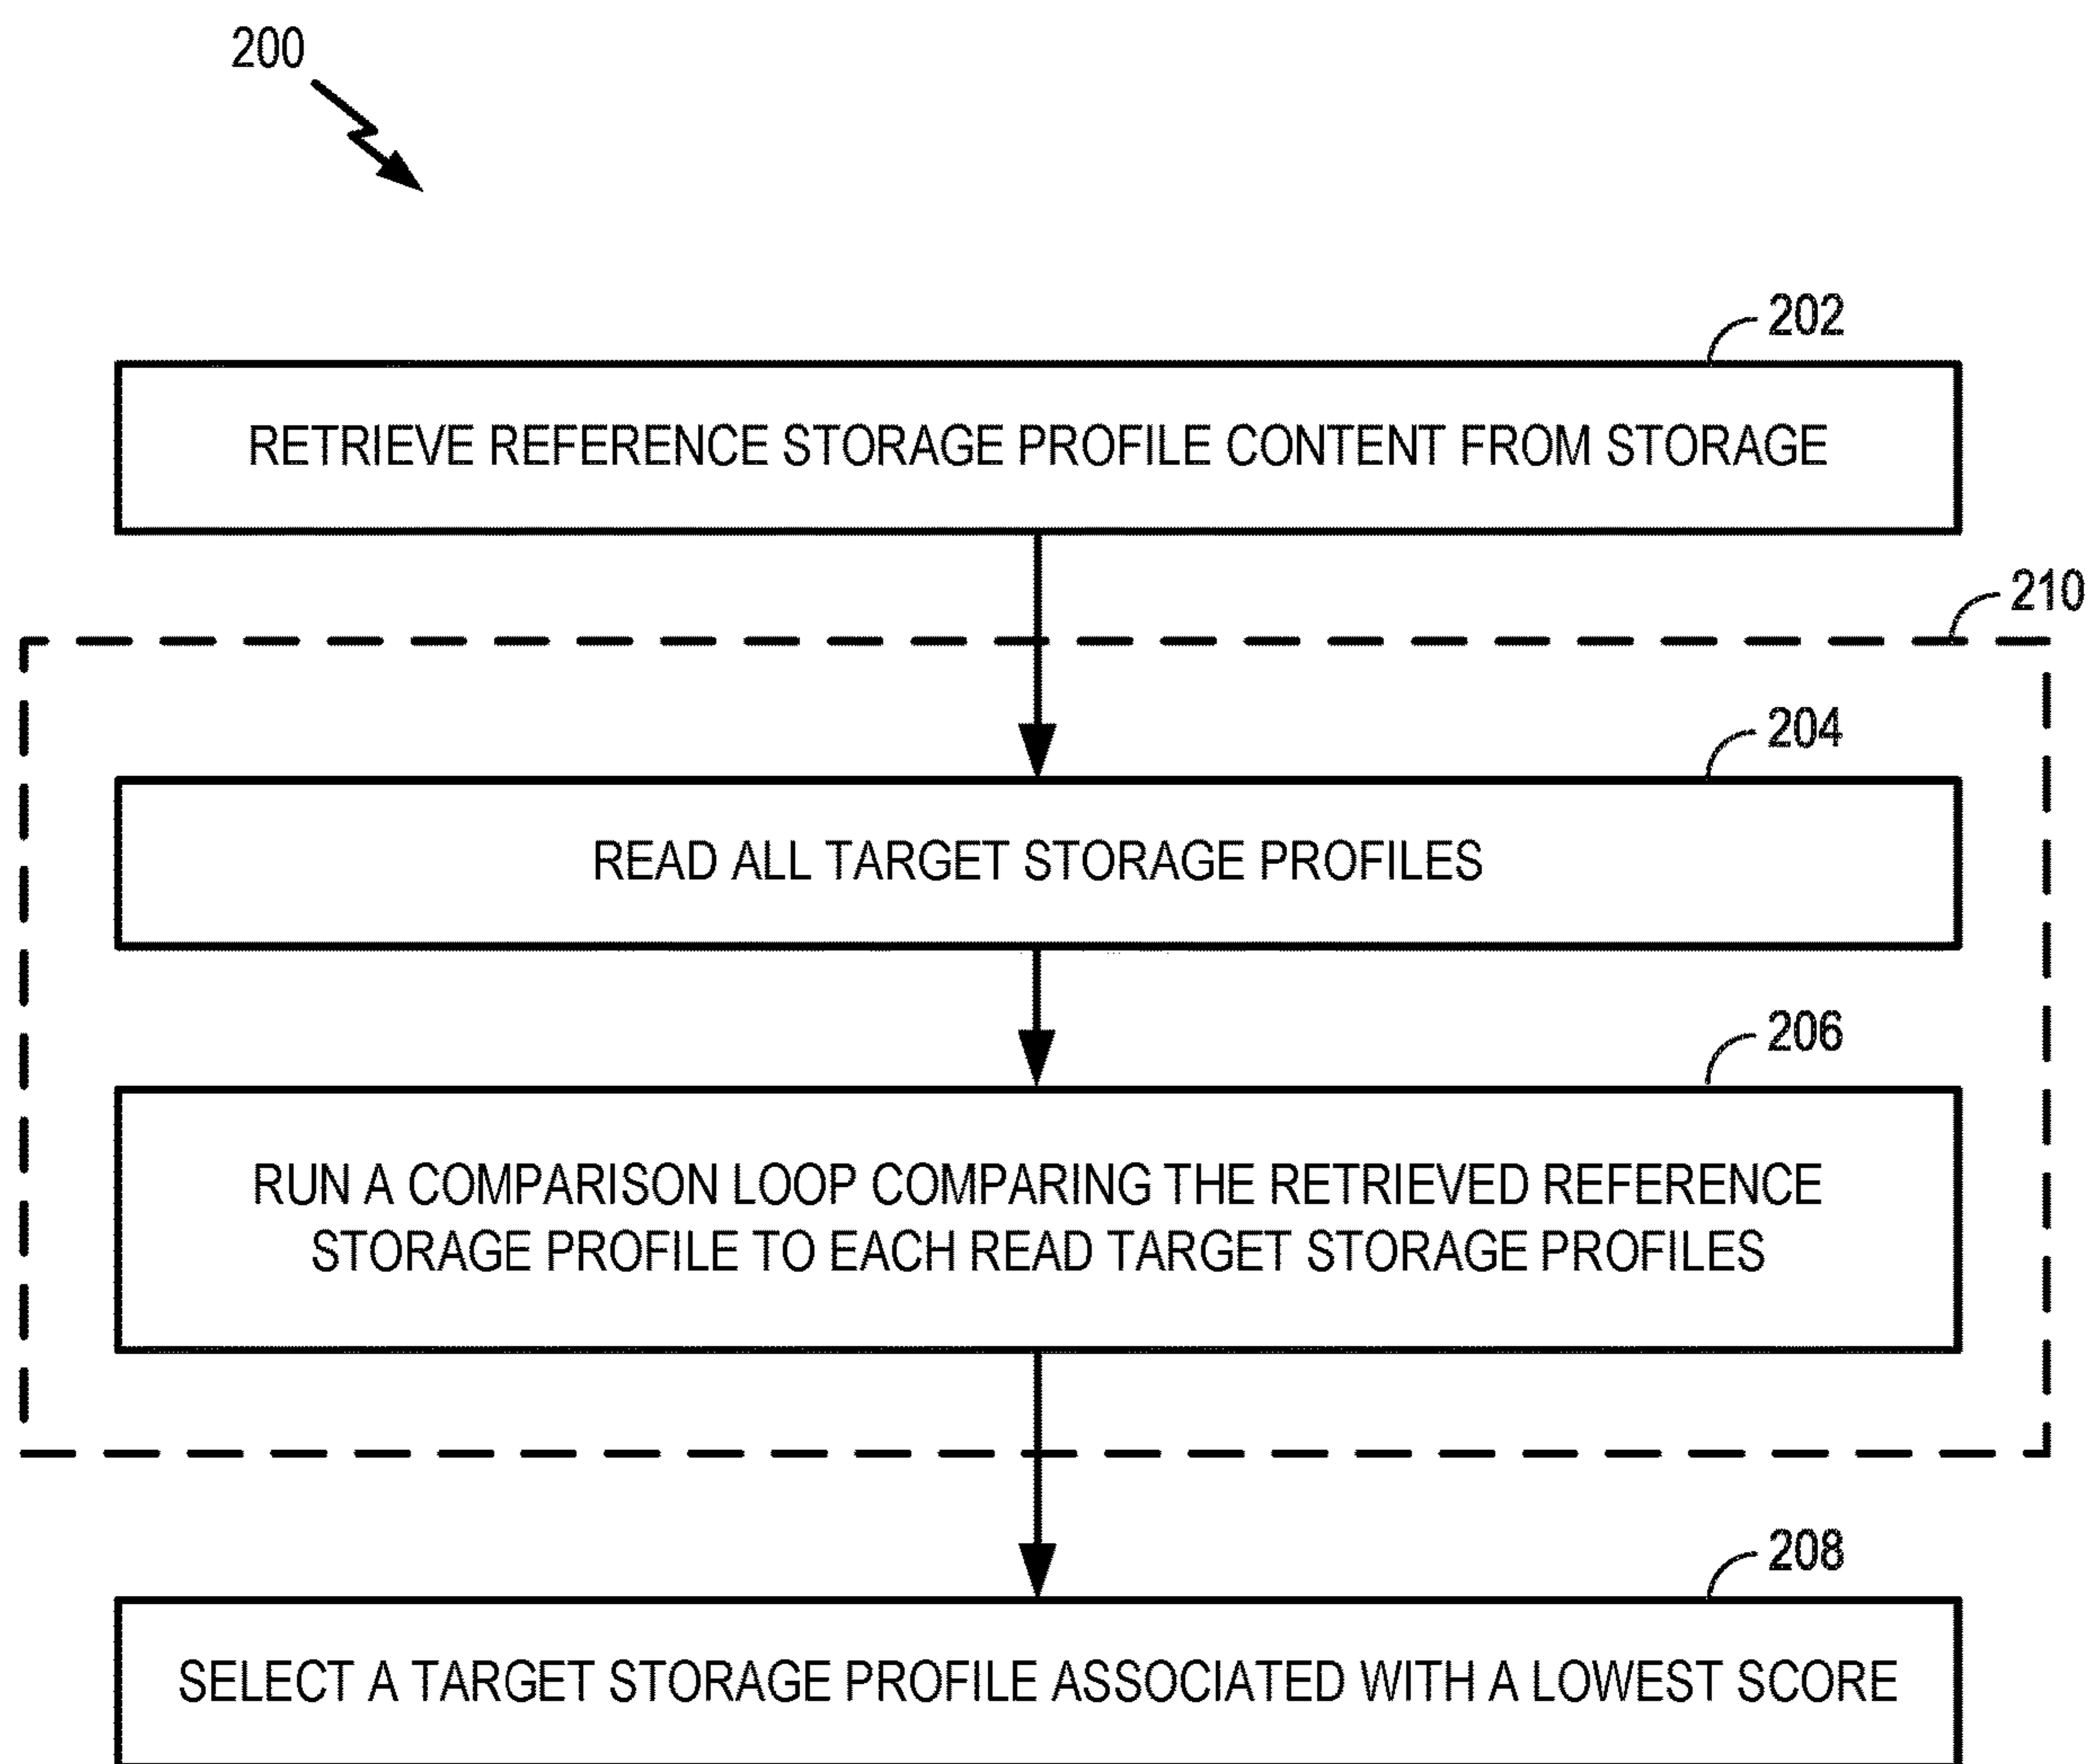 200
202
RETRIEVE REFERENCE STORAGE PROFILE CONTENT FROM STORAGE
210
204
READ ALL TARGET STORAGE PROFILES
206
RUN A COMPARISON LOOP COMPARING THE RETRIEVED REFERENCE
STORAGE PROFILE TO EACH READ TARGET STORAGE PROFILES
208
SELECT A TARGET STORAGE PROFILE ASSOCIATED WITH A LOWEST SCORE